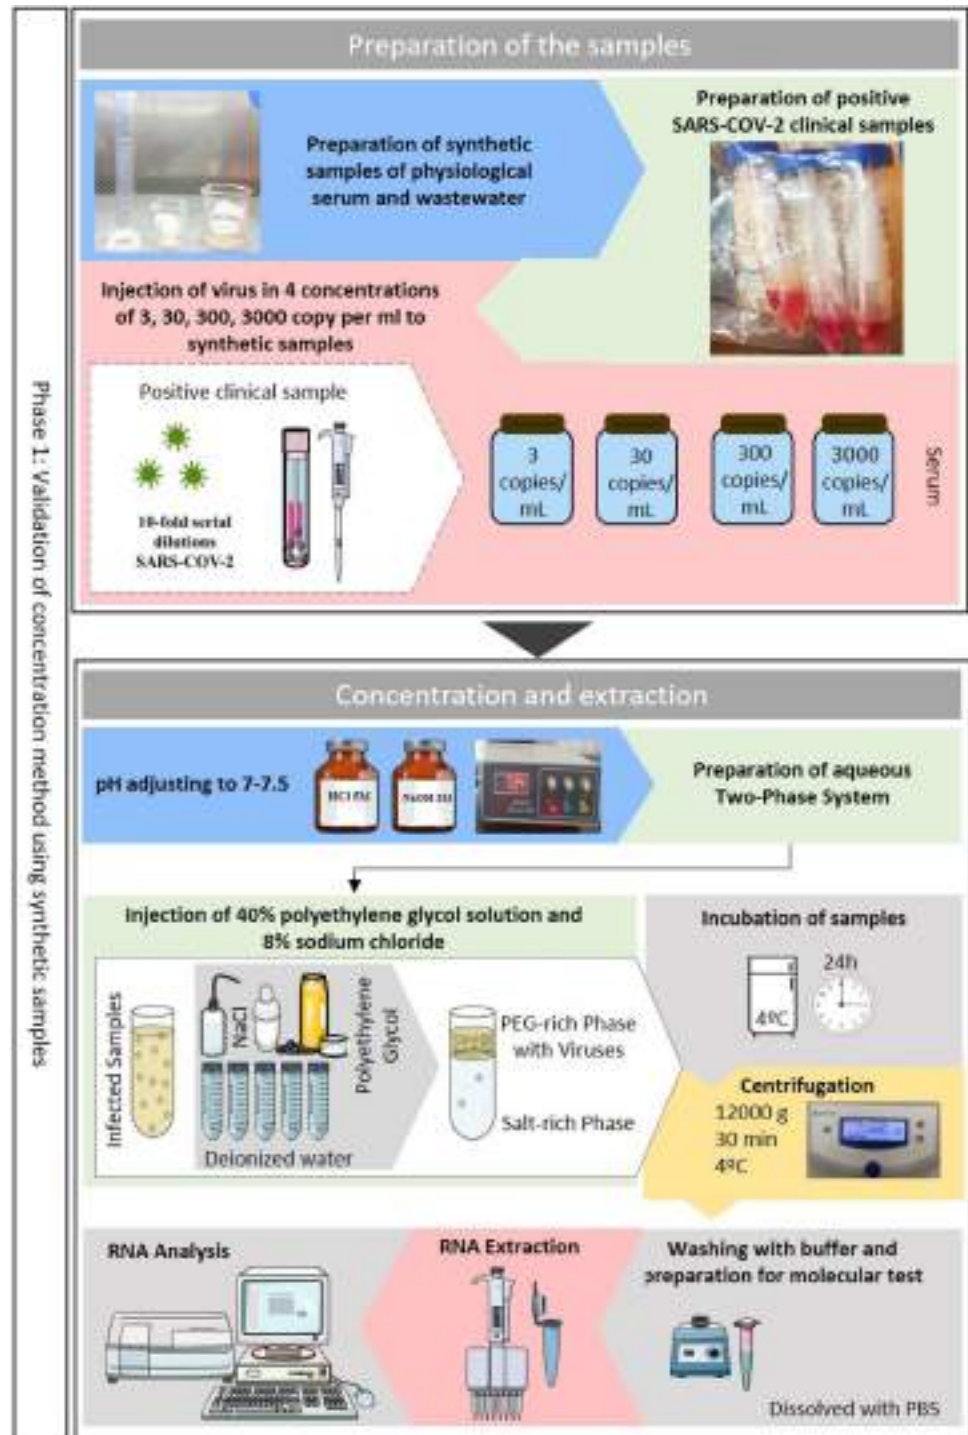 Phase 1: Validation of concentration method using synthetic samples
Preparation of the samples
Preparation of synthetic
samples of physiological
serum and wastewater
Preparation of positive
SARS-COV-2 clinical samples
Injection of virus in 4 concentrations
of 3, 30, 300, 3000 copy per ml to
synthetic samples
Positive clinical sample
10-fold serial
dilutions
SARS-COV-2
3
copies/
mL
30
copies/
mL
300
copies/
mL
3000
copies/
mL
Serum
Concentration and extraction
pH adjusting to 7-7.5
HCl
NaOH
Preparation of aqueous
Two-Phase System
Injection of 40% polyethylene glycol solution and
8% sodium chloride
Infected Samples
NaCl
Polyethylene
Glycol
Deionized water
PEG-rich Phase
with Viruses
Salt-rich Phase
Incubation of samples
24h
4ºC
Centrifugation
12000 g
30 min
4ºC
RNA Analysis
RNA Extraction
Washing with buffer and
preparation for molecular test
Dissolved with PBS